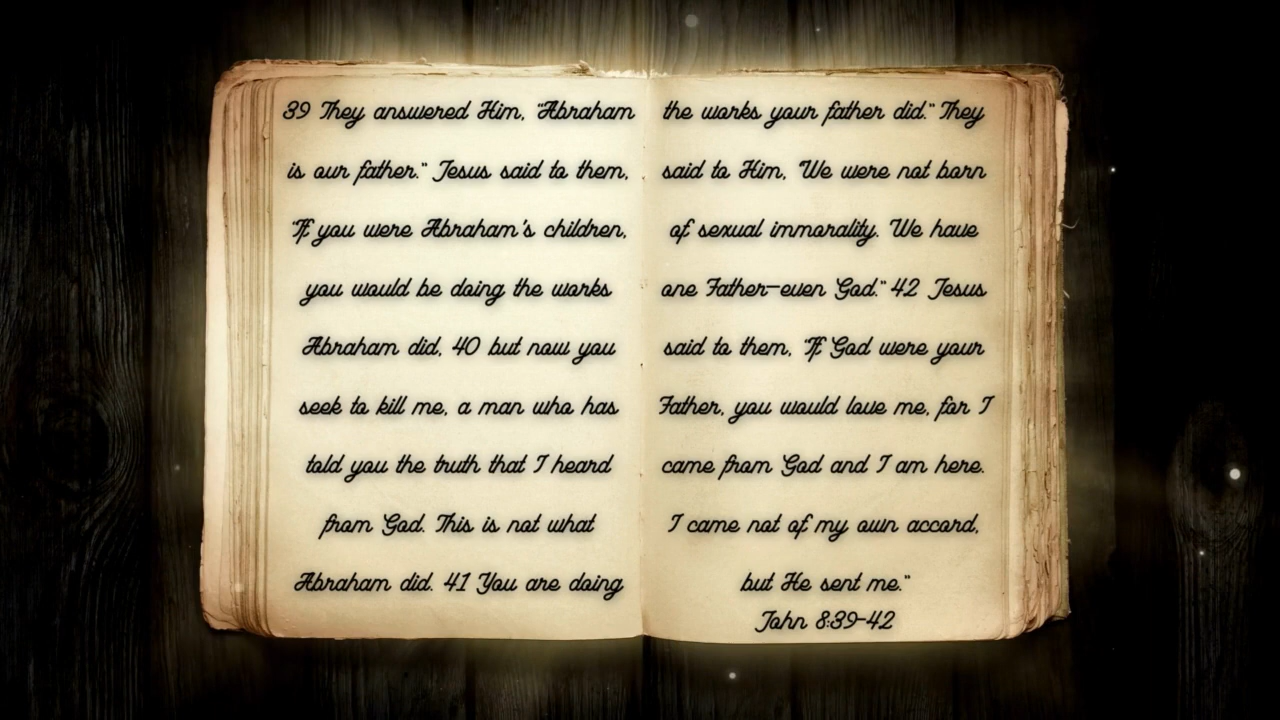 39 They answered Him, "Abraham
is our father." Jesus said to them,
"If you were Abraham's children,
you would be doing the works
Abraham did, 40 but now you
seek to kill me, a man who has
told you the truth that I heard
from God. This is not what
Abraham did. 41 You are doing
the works your father did." They
said to Him, "We were not born
of sexual immorality. We have
one Father—even God." 42 Jesus
said to them, "If God were your
Father, you would love me, for I
came from God and I am here.
I came not of my own accord,
but He sent me."
John 8:39-42